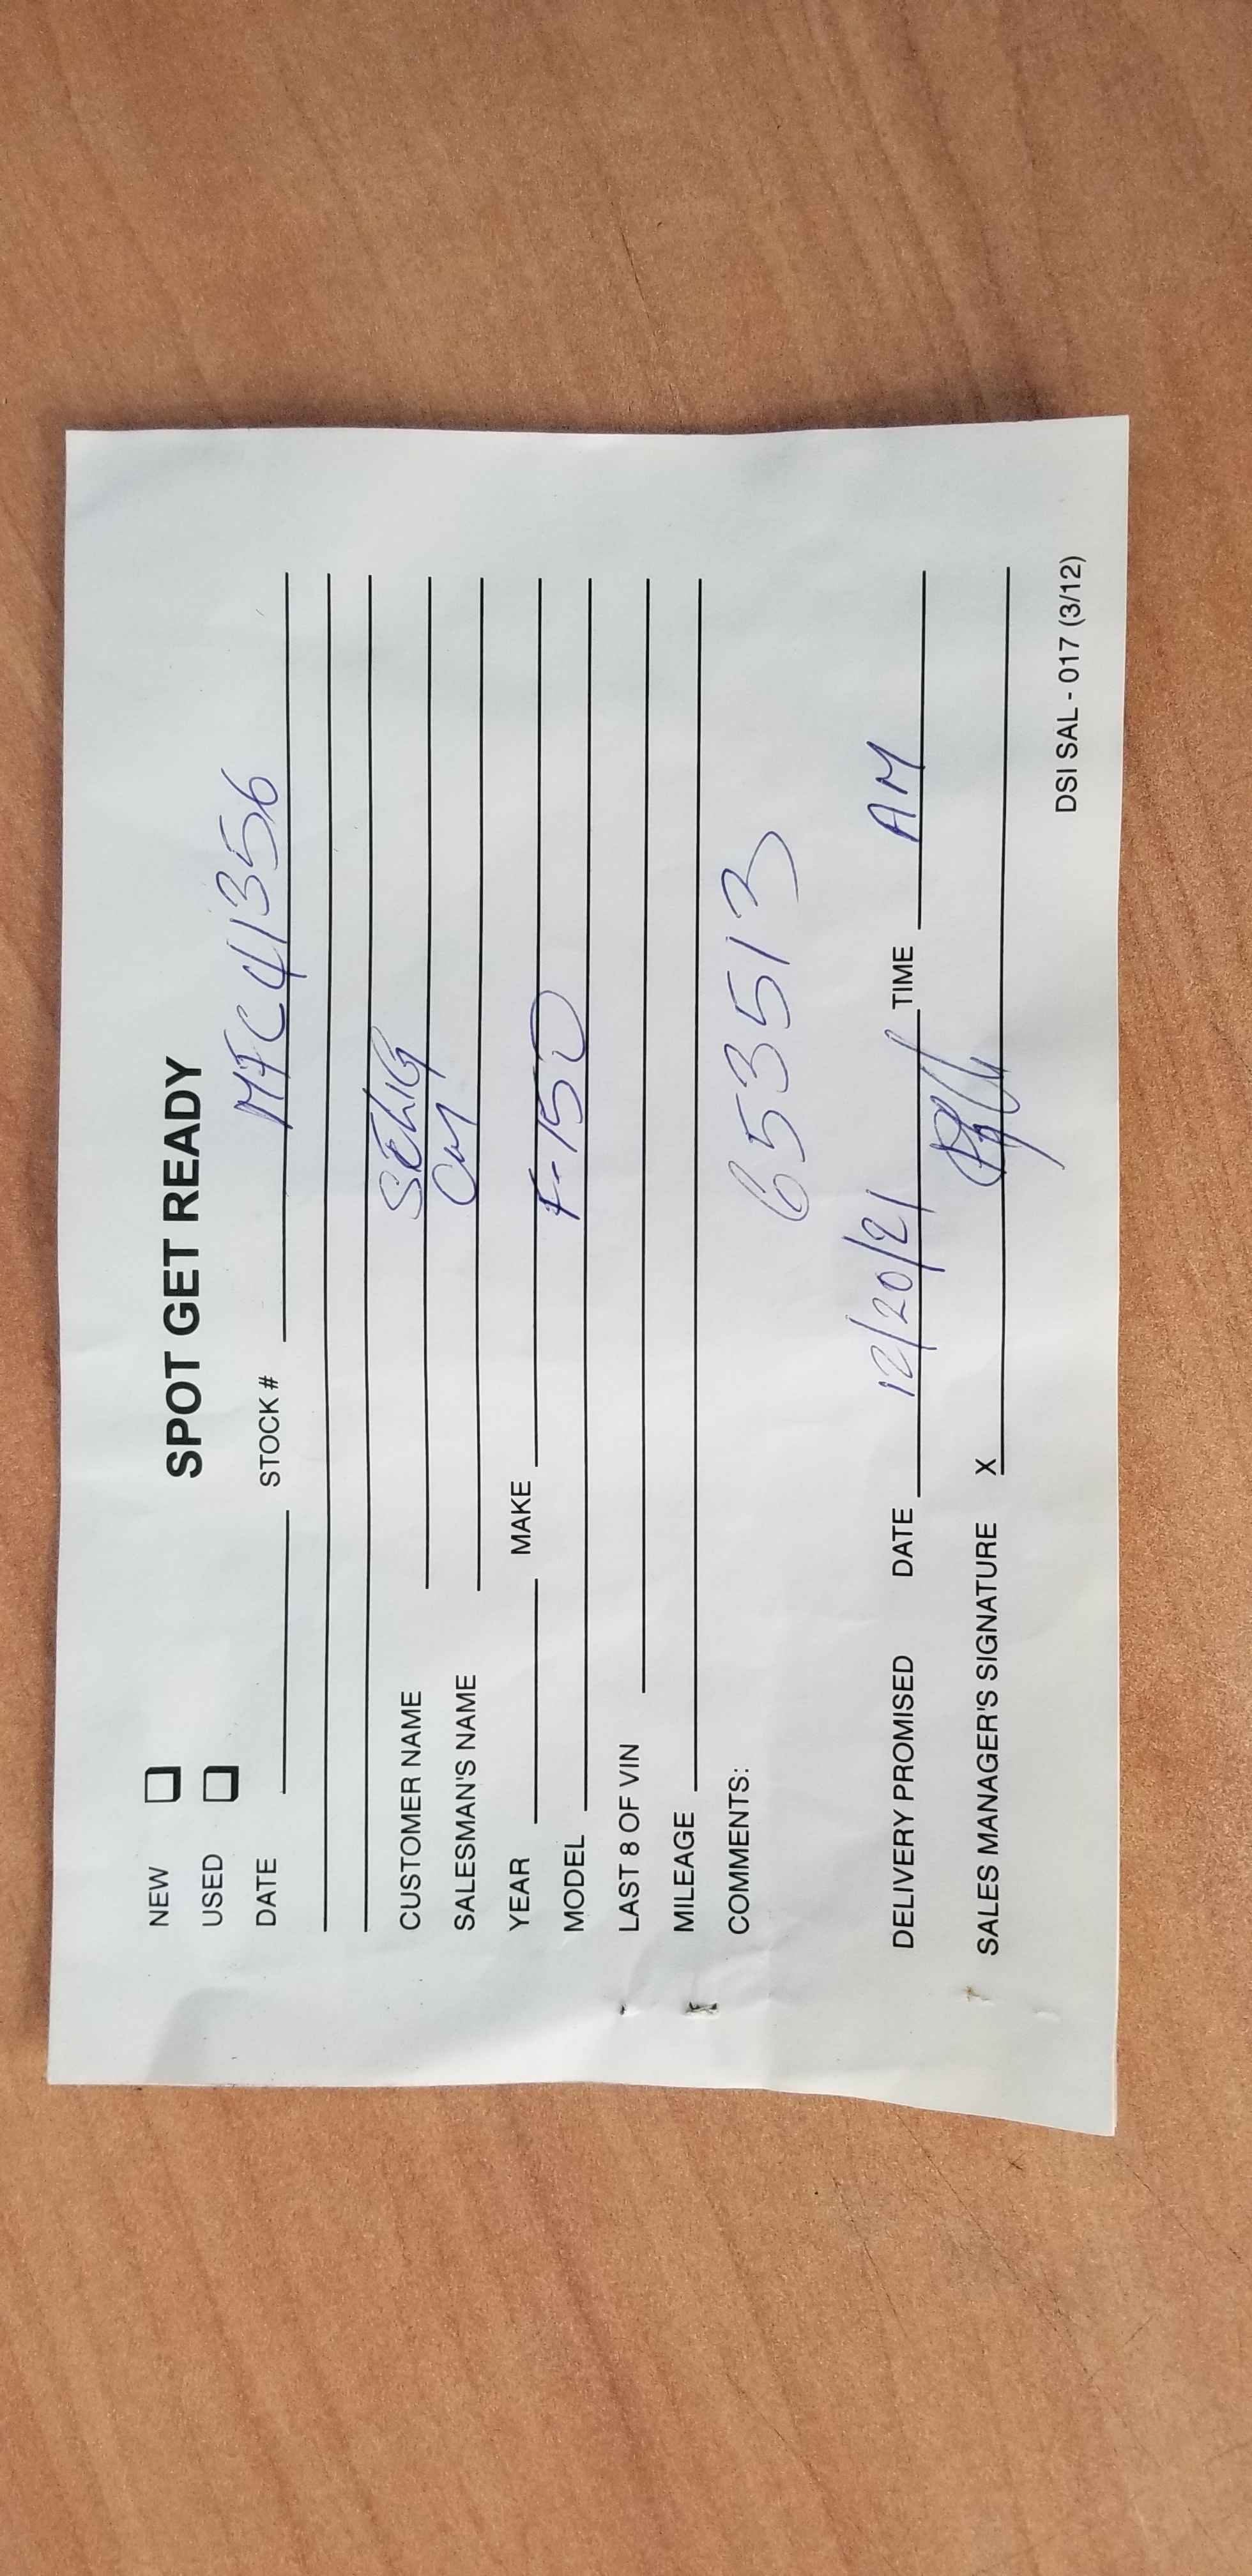 SPOT GET READY
NEW ☐
USED ☐
DATE STOCK # MFC41356
CUSTOMER NAME SELIG
SALESMAN'S NAME CM
YEAR MAKE
MODEL F-150
LAST 8 OF VIN
MILEAGE
COMMENTS:
653513
DELIVERY PROMISED DATE 12/20/21 TIME AM
SALES MANAGER'S SIGNATURE X
DSI SAL - 017 (3/12)